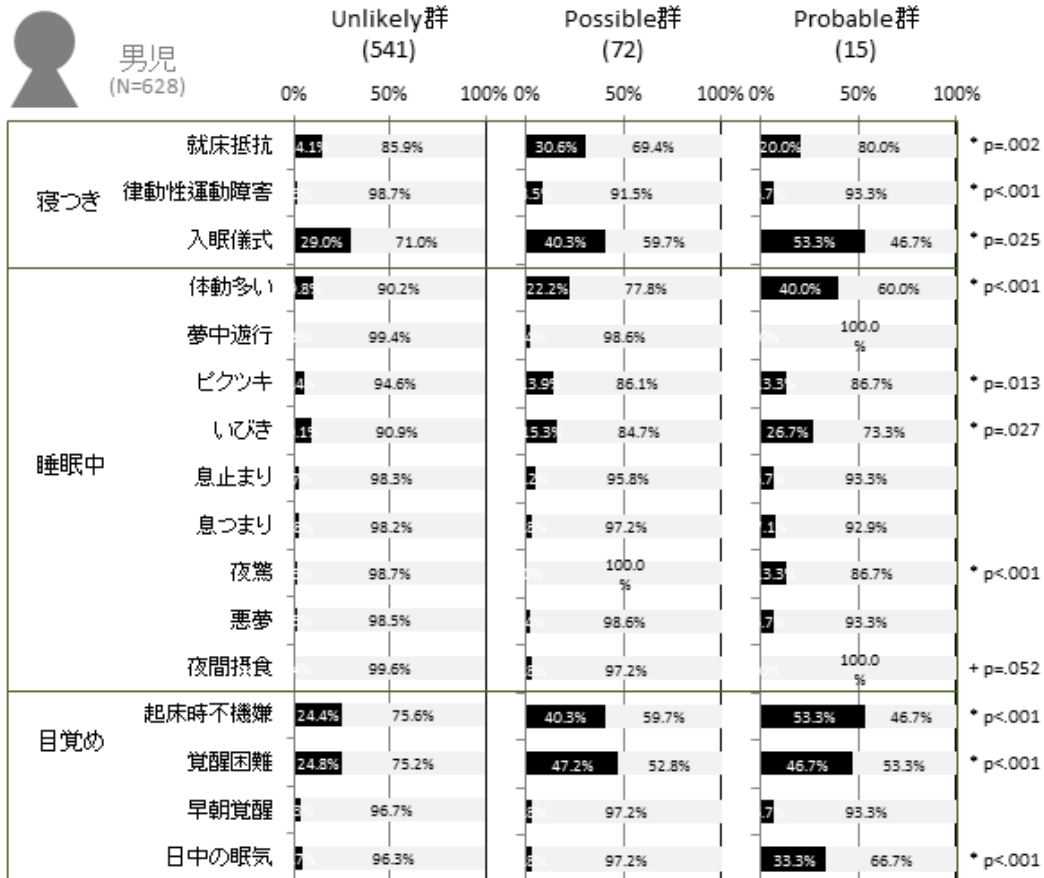 Unlikely群 Possible群 Probable群
(541) (72) (15)
男児
(N=628)
0% 50% 100% 0% 50% 100% 0% 50% 100%
就床抵抗 4.1% 85.9% 30.6% 69.4% 20.0% 80.0% * p=.002
寝つき
律動性運動障害 98.7% 91.5% 93.3% * p<.001
入眠儀式 29.0% 71.0% 40.3% 59.7% 53.3% 46.7% * p=.025
体動多い 90.2% 22.2% 77.8% 40.0% 60.0% * p<.001
夢中遊行 99.4% 98.6% 100.0%
ピクツキ 94.6% 86.1% 86.7% * p=.013
いびき 90.9% 15.3% 84.7% 26.7% 73.3% * p=.027
睡眠中
息止まり 98.3% 95.8% 93.3%
息つまり 98.2% 97.2% 92.9%
夜驚 98.7% 100.0% 86.7% * p<.001
悪夢 98.5% 98.6% 93.3%
夜間摂食 99.6% 97.2% 100.0% + p=.052
起床時不機嫌 24.4% 75.6% 40.3% 59.7% 53.3% 46.7% * p<.001
目覚め
覚醒困難 24.8% 75.2% 47.2% 52.8% 46.7% 53.3% * p<.001
早朝覚醒 96.7% 97.2% 93.3%
日中の眠気 96.3% 97.2% 33.3% 66.7% * p<.001